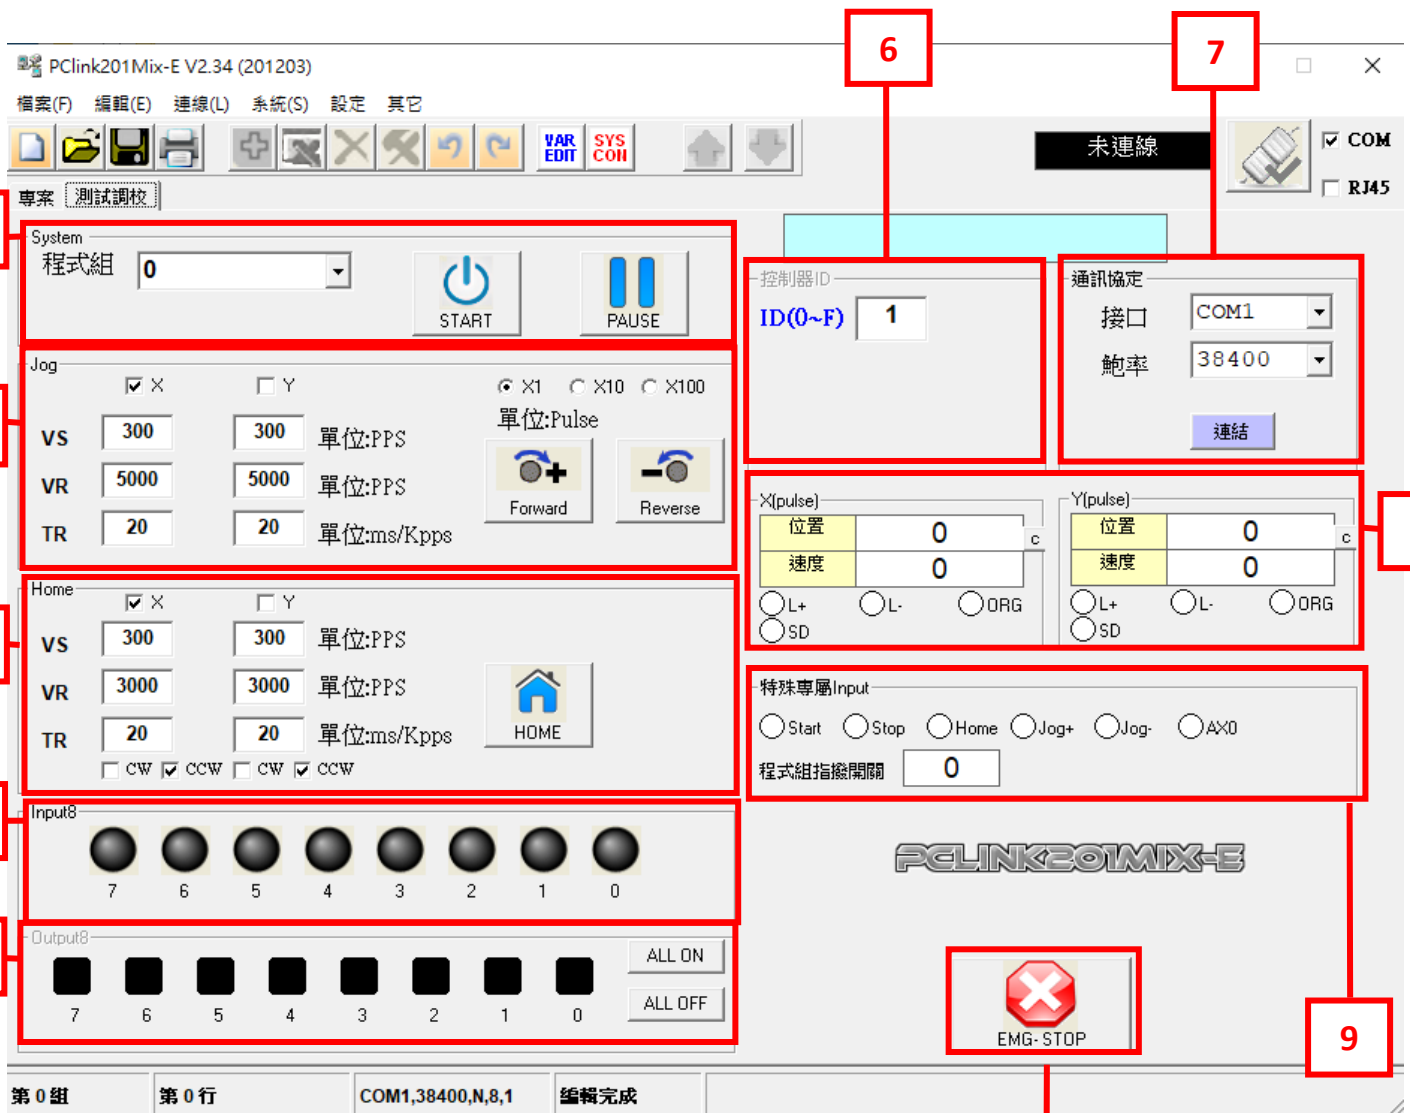 6
7
PClink201Mix-E V2.34 (201203)
檔案(F) 編輯(E) 連線(L) 系統(S) 設定 其它
VAR EDIT
SYS CON
未連線
COM
RJ45
專案 測試調校
System
程式組 0
START
PAUSE
控制器ID
ID(0~F) 1
通訊協定
接口 COM1
鮑率 38400
連結
Jog
X Y X1 X10 X100
單位:Pulse
VS 300 300 單位:PPS
VR 5000 5000 單位:PPS
TR 20 20 單位:ms/Kpps
Forward
Reverse
X(pulse)
位置 0 c
速度 0
L+ L- ORG
SD
Y(pulse)
位置 0 c
速度 0
L+ L- ORG
SD
Home
X Y
VS 300 300 單位:PPS
VR 3000 3000 單位:PPS
TR 20 20 單位:ms/Kpps
CW CCW CW CCW
HOME
特殊專屬Input
Start Stop Home Jog+ Jog- AX0
程式組指撥開關 0
Input8
7 6 5 4 3 2 1 0
PCLINK201MIX-E
Output8
7 6 5 4 3 2 1 0
ALL ON
ALL OFF
EMG-STOP
9
第 0 組 第 0 行 COM1,38400,N,8,1 編輯完成